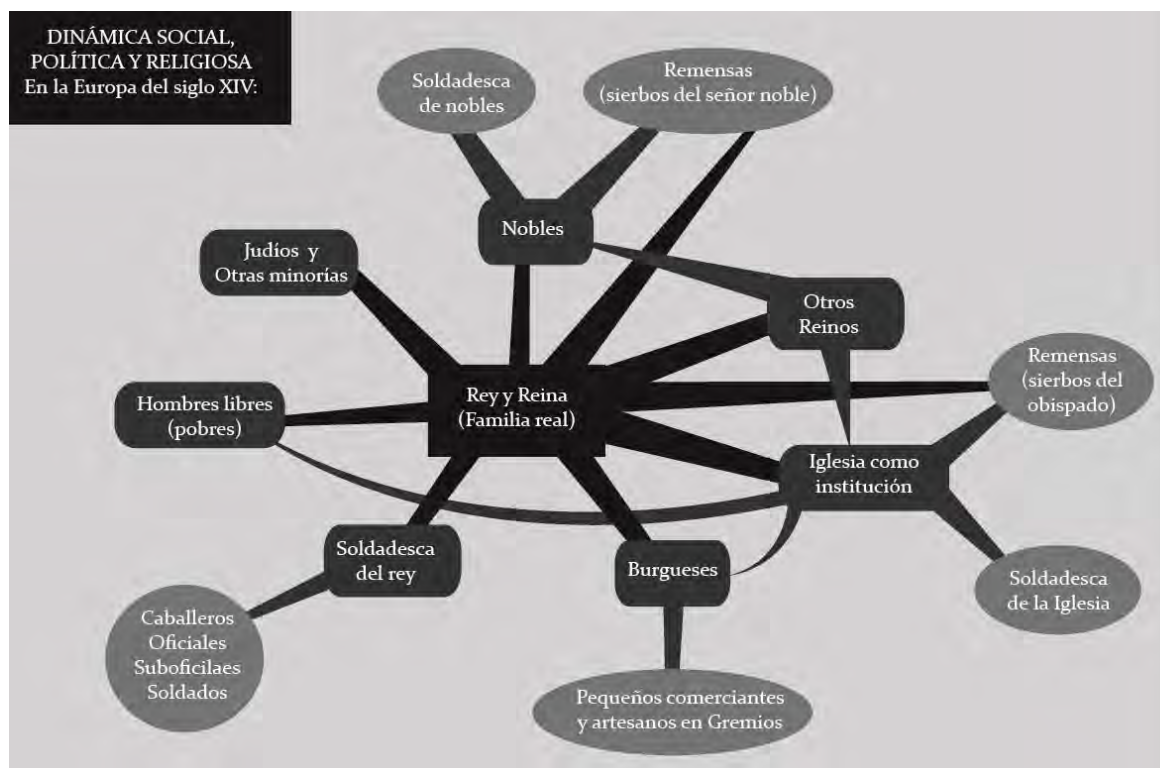 DINÁMICA SOCIAL,
POLÍTICA Y RELIGIOSA
En la Europa del siglo XIV:
Soldadesca
de nobles
Remensas
(sierbos del señor noble)
Nobles
Judíos y
Otras minorías
Otros
Reinos
Remensas
(sierbos del
obispado)
Hombres libres
(pobres)
Rey y Reina
(Familia real)
Iglesia como
institución
Soldadesca
del rey
Burgueses
Soldadesca
de la Iglesia
Caballeros
Oficiales
Suboficilaes
Soldados
Pequeños comerciantes
y artesanos en Gremios